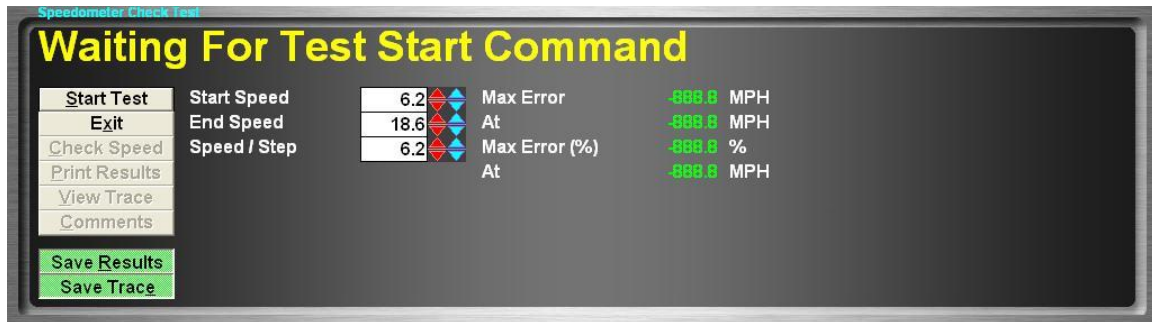 Speedometer Check Test
Waiting For Test Start Command
Start Test
Exit
Check Speed
Print Results
View Trace
Comments
Save Results
Save Trace
Start Speed 6.2
End Speed 18.6
Speed / Step 6.2
Max Error -888.8 MPH
At -888.8 MPH
Max Error (%) -888.8 %
At -888.8 MPH